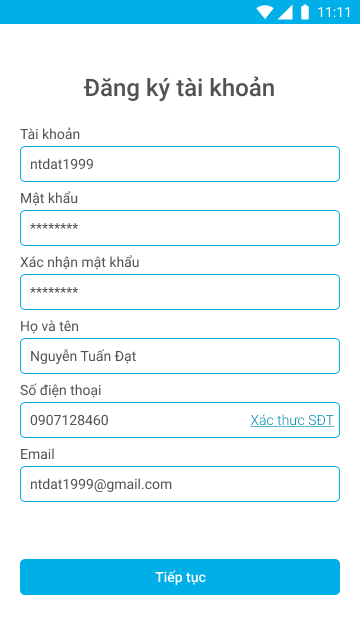 11:11
Đăng ký tài khoản
Tài khoản
ntdat1999
Mật khẩu
********
Xác nhận mật khẩu
********
Họ và tên
Nguyễn Tuấn Đạt
Số điện thoại
0907128460 Xác thực SĐT
Email
ntdat1999@gmail.com
Tiếp tục